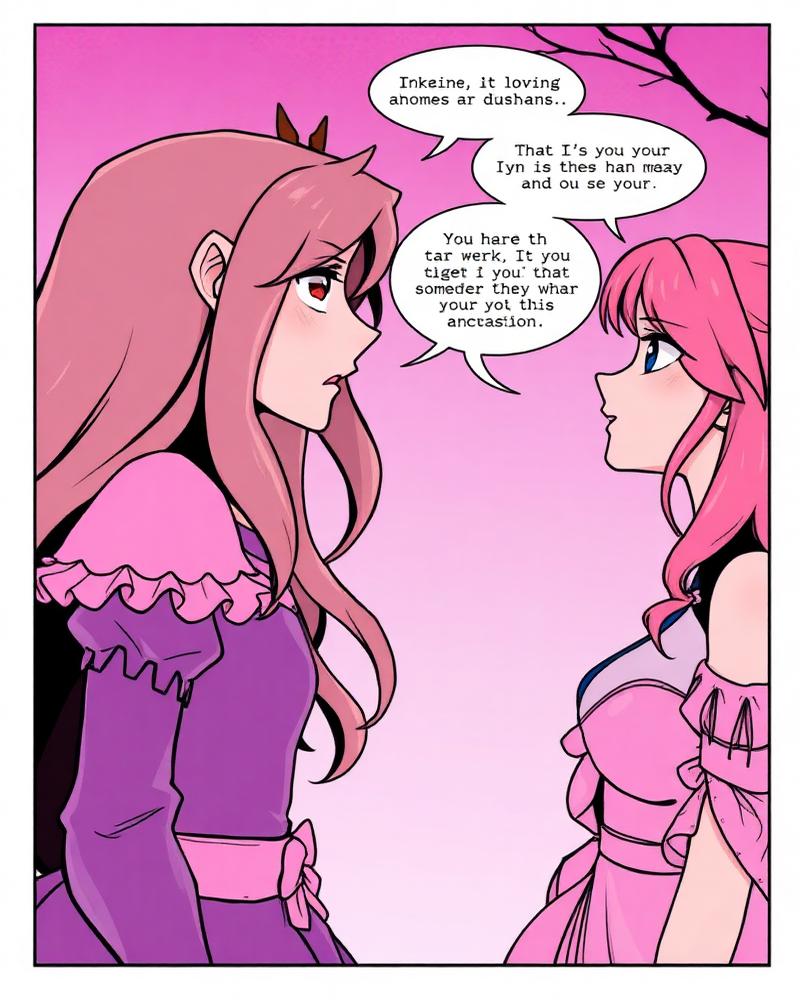 Inkeine, it loving
ahomes ar dushans..
That I's you your
Iyn is thes han meay
and ou se your.
You hare th
tar werk, It you
tiget i you' that
someder they whar
your yot this
anctasiion.